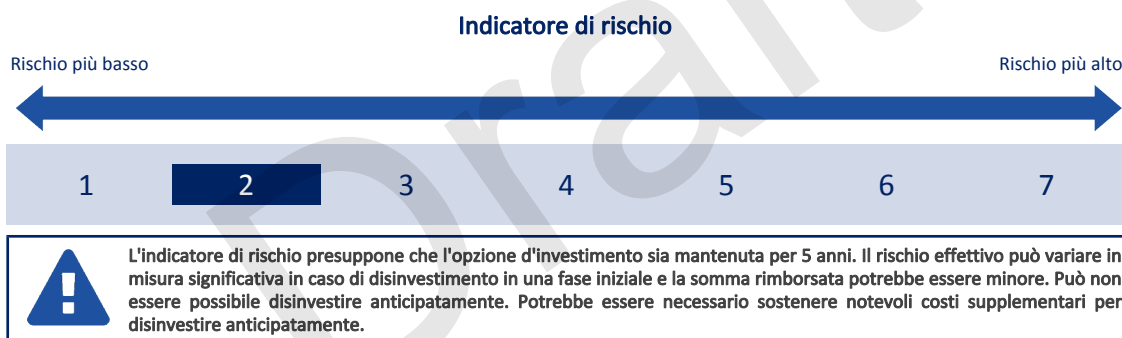 Indicatore di rischio
Rischio più basso
Rischio più alto
1 2 3 4 5 6 7
L'indicatore di rischio presuppone che l'opzione d'investimento sia mantenuta per 5 anni. Il rischio effettivo può variare in
misura significativa in caso di disinvestimento in una fase iniziale e la somma rimborsata potrebbe essere minore. Può non
essere possibile disinvestire anticipatamente. Potrebbe essere necessario sostenere notevoli costi supplementari per
disinvestire anticipatamente.
Draft